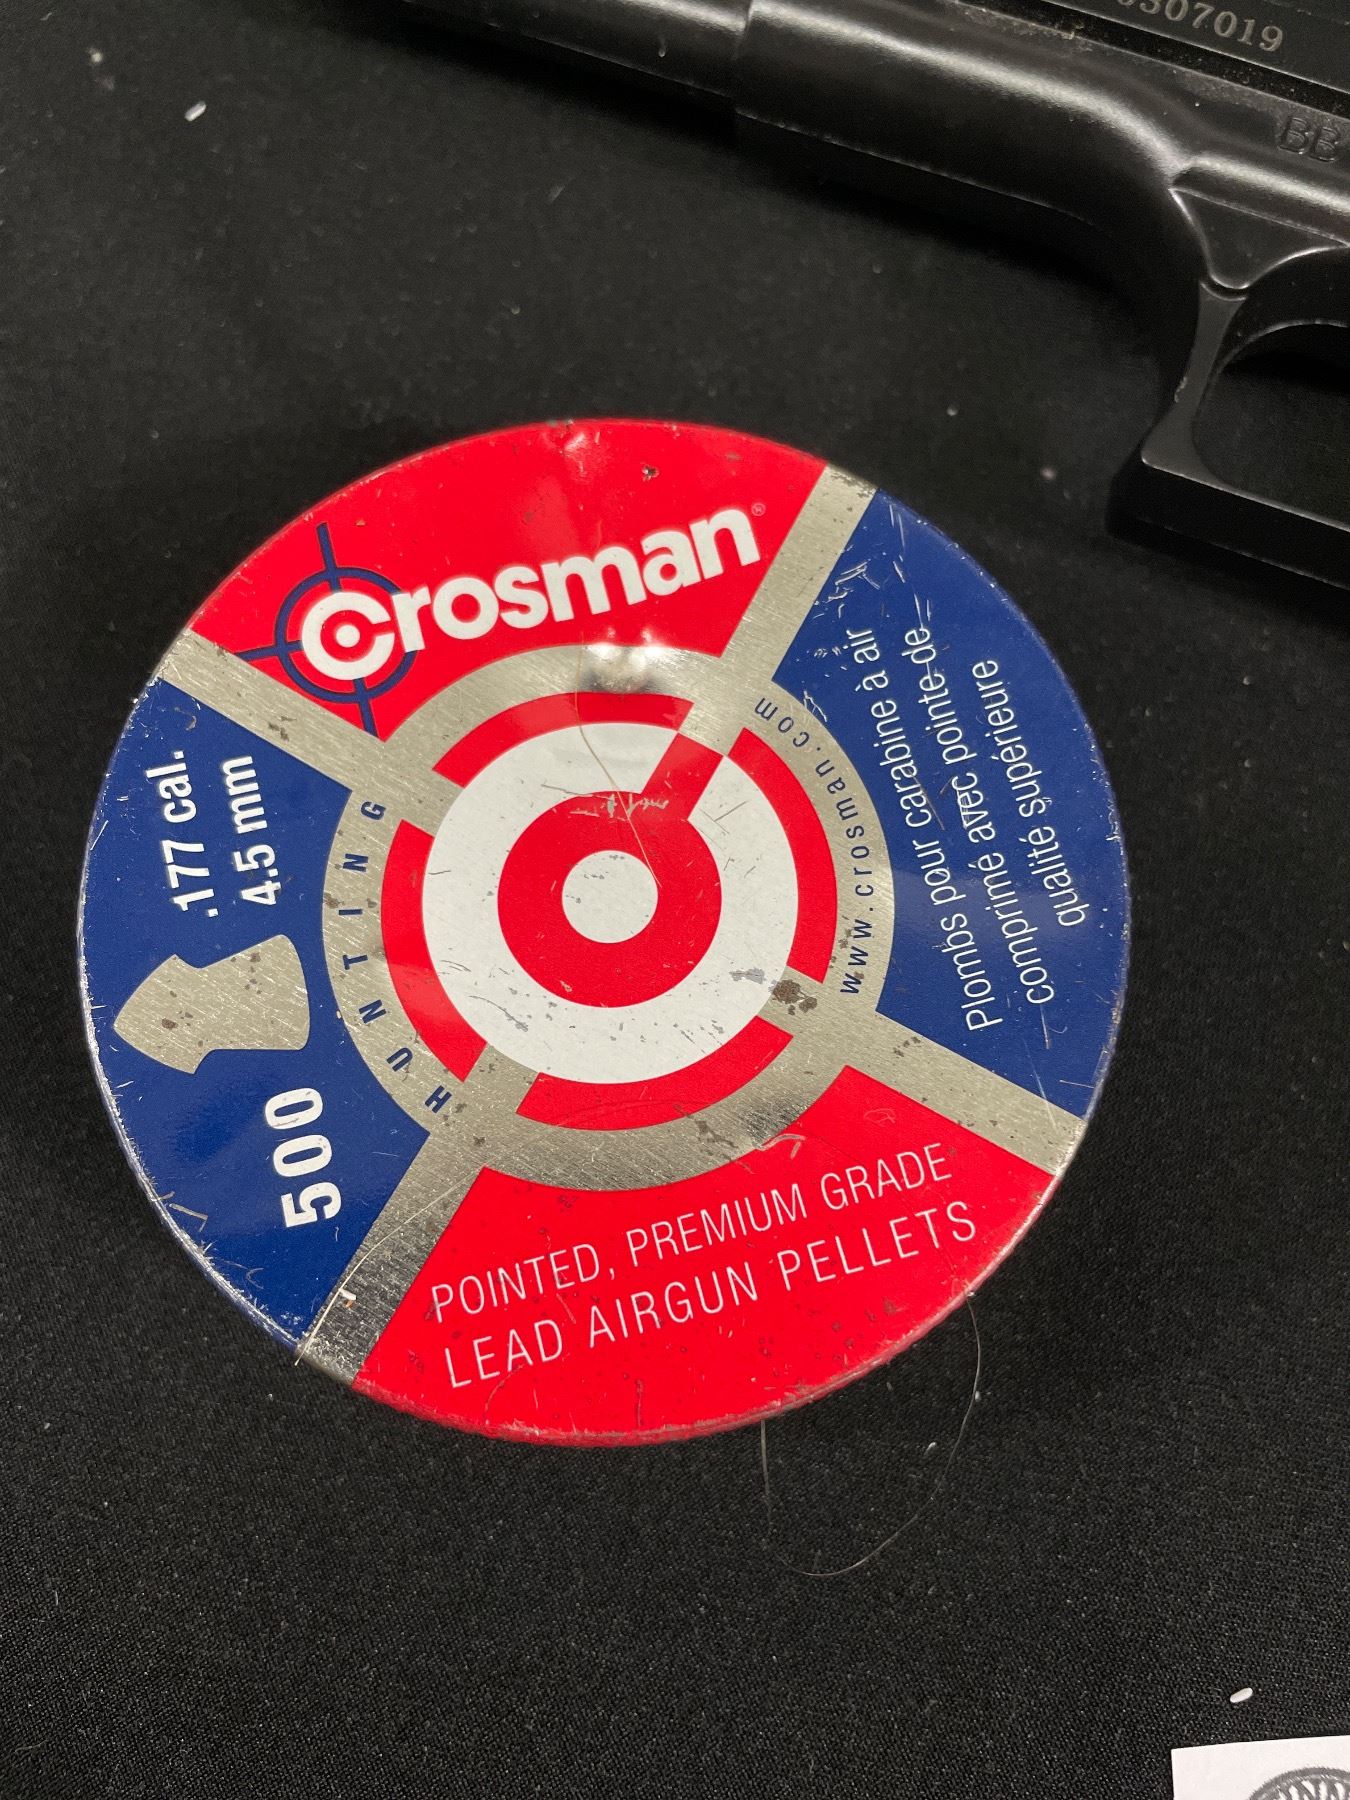 307019
BB
Crosman®
.177 cal.
4.5 mm
500
HUNTING
www.crosman.com
Plombs pour carabine à air
comprimé avec pointe de
qualité supérieure
POINTED, PREMIUM GRADE
LEAD AIRGUN PELLETS